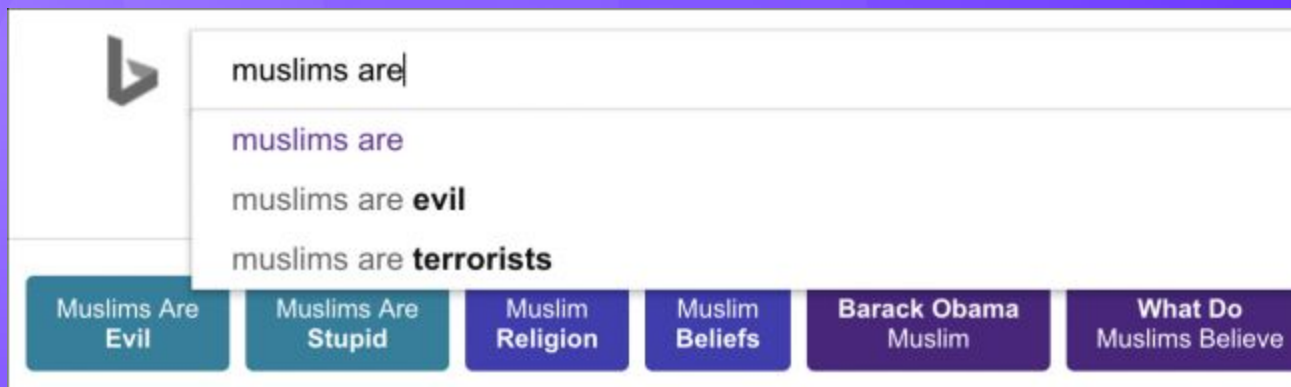 muslims are
muslims are
muslims are evil
muslims are terrorists
Muslims Are
Evil
Muslims Are
Stupid
Muslim
Religion
Muslim
Beliefs
Barack Obama
Muslim
What Do
Muslims Believe